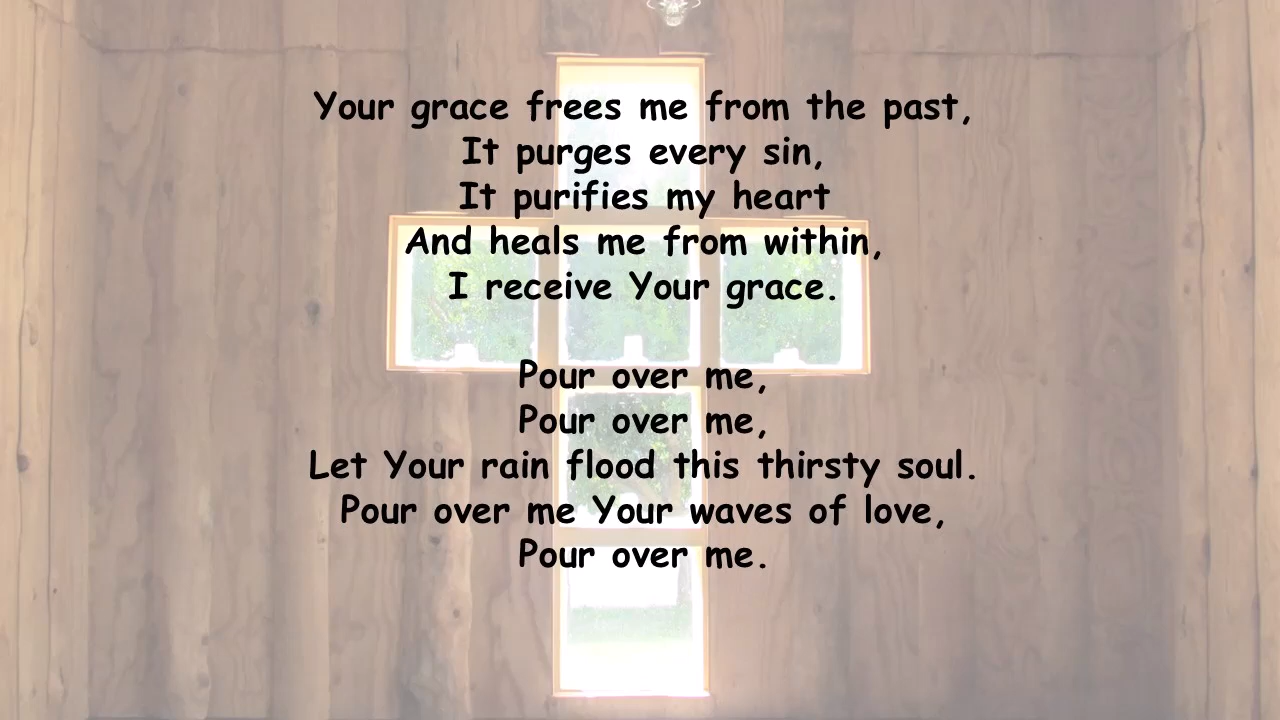 Your grace frees me from the past,
It purges every sin,
It purifies my heart
And heals me from within,
I receive Your grace.
Pour over me,
Pour over me,
Let Your rain flood this thirsty soul.
Pour over me Your waves of love,
Pour over me.